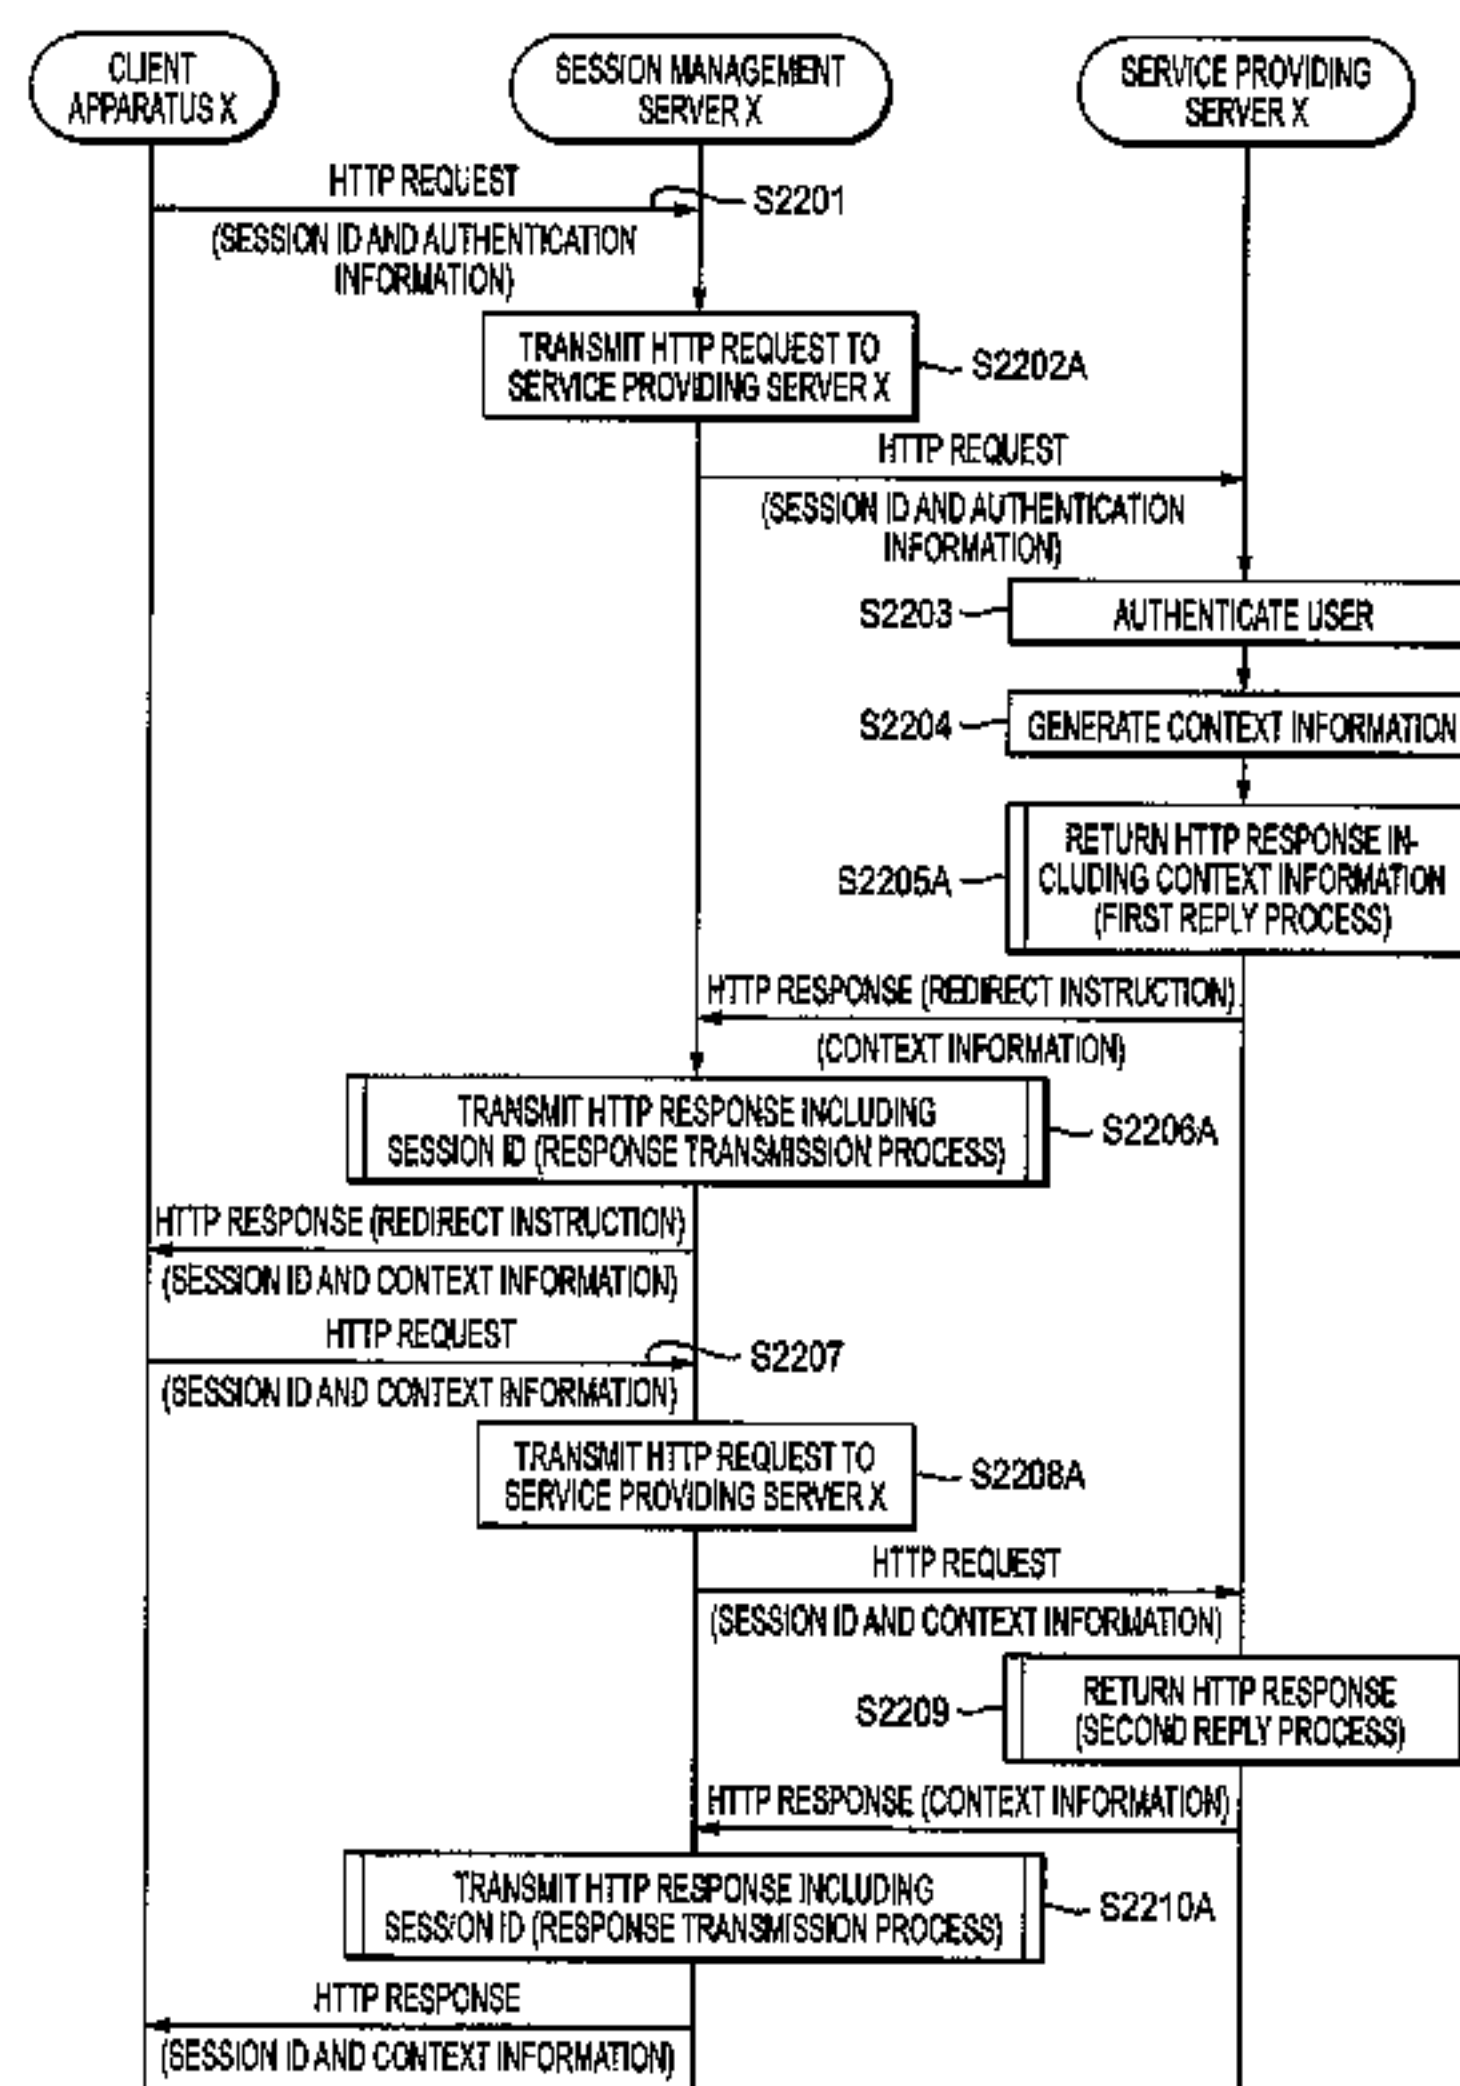 CLIENT
APPARATUS X
SESSION MANAGEMENT
SERVER X
SERVICE PROVIDING
SERVER X
HTTP REQUEST
S2201
(SESSION ID AND AUTHENTICATION
INFORMATION)
TRANSMIT HTTP REQUEST TO
SERVICE PROVIDING SERVER X
S2202A
HTTP REQUEST
(SESSION ID AND AUTHENTICATION
INFORMATION)
S2203
AUTHENTICATE USER
S2204
GENERATE CONTEXT INFORMATION
S2205A
RETURN HTTP RESPONSE IN-
CLUDING CONTEXT INFORMATION
(FIRST REPLY PROCESS)
HTTP RESPONSE (REDIRECT INSTRUCTION)
(CONTEXT INFORMATION)
TRANSMIT HTTP RESPONSE INCLUDING
SESSION ID (RESPONSE TRANSMISSION PROCESS)
S2206A
HTTP RESPONSE (REDIRECT INSTRUCTION)
(SESSION ID AND CONTEXT INFORMATION)
HTTP REQUEST
S2207
(SESSION ID AND CONTEXT INFORMATION)
TRANSMIT HTTP REQUEST TO
SERVICE PROVIDING SERVER X
S2208A
HTTP REQUEST
(SESSION ID AND CONTEXT INFORMATION)
S2209
RETURN HTTP RESPONSE
(SECOND REPLY PROCESS)
HTTP RESPONSE (CONTEXT INFORMATION)
TRANSMIT HTTP RESPONSE INCLUDING
SESSION ID (RESPONSE TRANSMISSION PROCESS)
S2210A
HTTP RESPONSE
(SESSION ID AND CONTEXT INFORMATION)